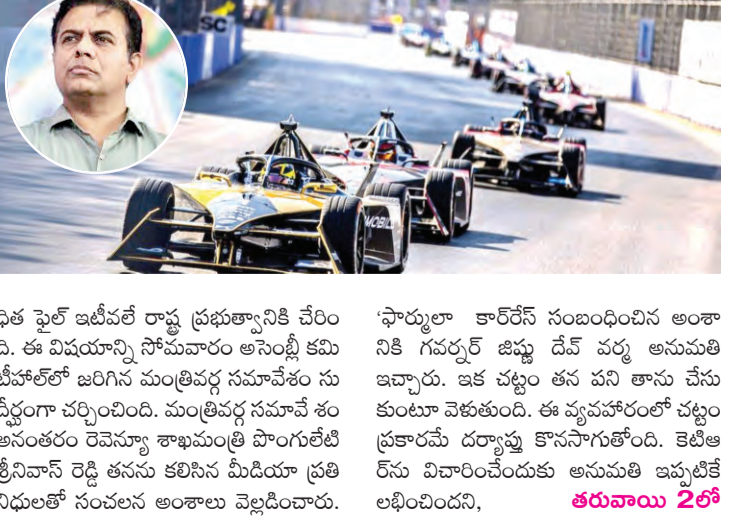 SC
MOBIL
ధిత ఫైల్ ఇటీవలే రాష్ట్ర ప్రభుత్వానికి చేరిం
ది. ఈ విషయాన్ని సోమవారం అసెంబ్లీ కమి
టీహాల్‌లో జరిగిన మంత్రివర్గ సమావేశం సు
దీర్ఘంగా చర్చించింది. మంత్రివర్గ సమావే శం
అనంతరం రెవెన్యూ శాఖమంత్రి పొంగులేటి
శ్రీనివాస్ రెడ్డి తనను కలిసిన మీడియా ప్రతి
నిధులతో సంచలన అంశాలు వెల్లడించారు.
'ఫార్ములా కార్‌రేస్ సంబంధించిన అంశా
నికి గవర్నర్ జిష్ణు దేవ్ వర్మ అనుమతి
ఇచ్చారు. ఇక చట్టం తన పని తాను చేసు
కుంటూ వెళుతుంది. ఈ వ్యవహారంలో చట్టం
ప్రకారమే దర్యాప్తు కొనసాగుతోంది. కెటిఆ
ర్‌ను విచారించేందుకు అనుమతి ఇప్పటికే
లభించిందని, తరువాయి 2లో